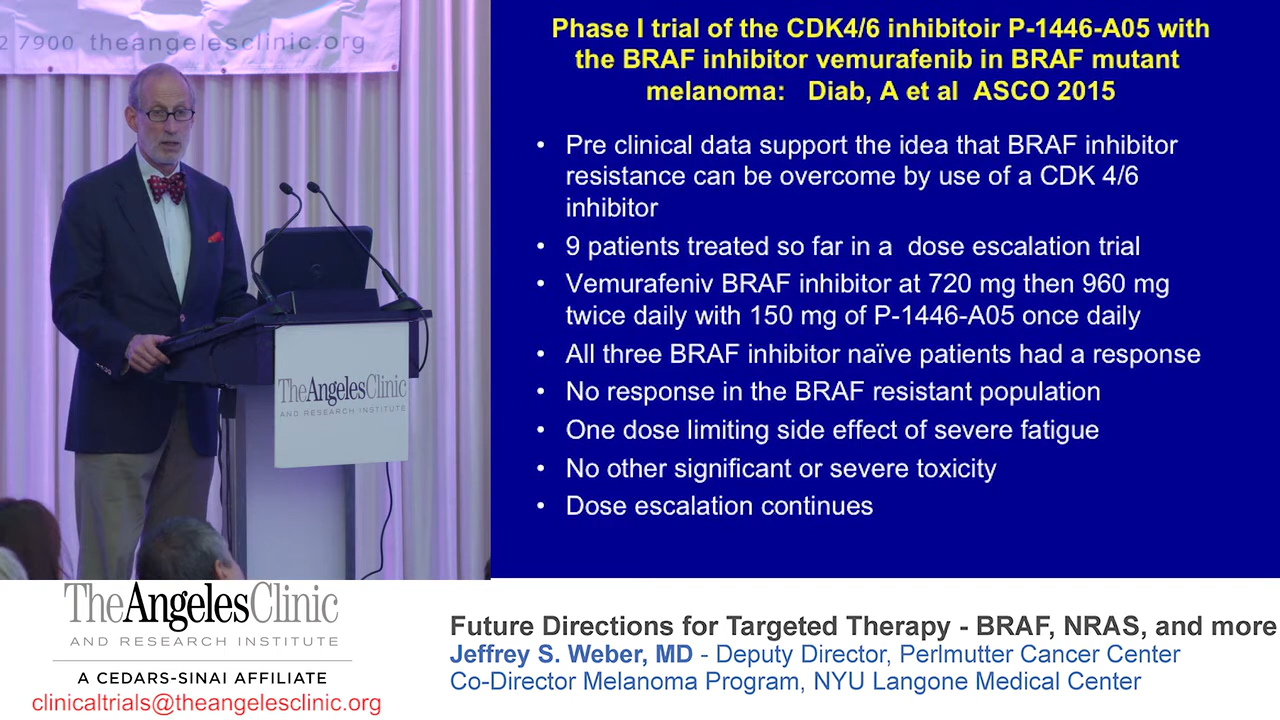 2 7900 theangelesclinic.org
TheAngelesClinic
AND RESEARCH INSTITUTE
Phase I trial of the CDK4/6 inhibitoir P-1446-A05 with
the BRAF inhibitor vemurafenib in BRAF mutant
melanoma: Diab, A et al ASCO 2015
• Pre clinical data support the idea that BRAF inhibitor
resistance can be overcome by use of a CDK 4/6
inhibitor
• 9 patients treated so far in a dose escalation trial
• Vemurafeniv BRAF inhibitor at 720 mg then 960 mg
twice daily with 150 mg of P-1446-A05 once daily
• All three BRAF inhibitor naïve patients had a response
• No response in the BRAF resistant population
• One dose limiting side effect of severe fatigue
• No other significant or severe toxicity
• Dose escalation continues
TheAngelesClinic
AND RESEARCH INSTITUTE
A CEDARS-SINAI AFFILIATE
clinicaltrials@theangelesclinic.org
Future Directions for Targeted Therapy - BRAF, NRAS, and more
Jeffrey S. Weber, MD - Deputy Director, Perlmutter Cancer Center
Co-Director Melanoma Program, NYU Langone Medical Center